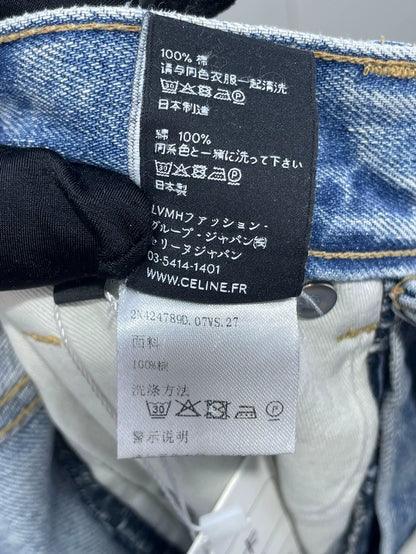 100% 棉
请与同色衣服一起清洗
30 P
日本制造
綿 100%
同系色と一緒に洗って下さい
30 P
日本製
LVMHファッション・
グループ・ジャパン㈱
セリーヌジャパン
03-5414-1401
WWW.CELINE.FR
2N424789D.07VS.27
面料
100%棉
洗涤方法
30 P
警示说明